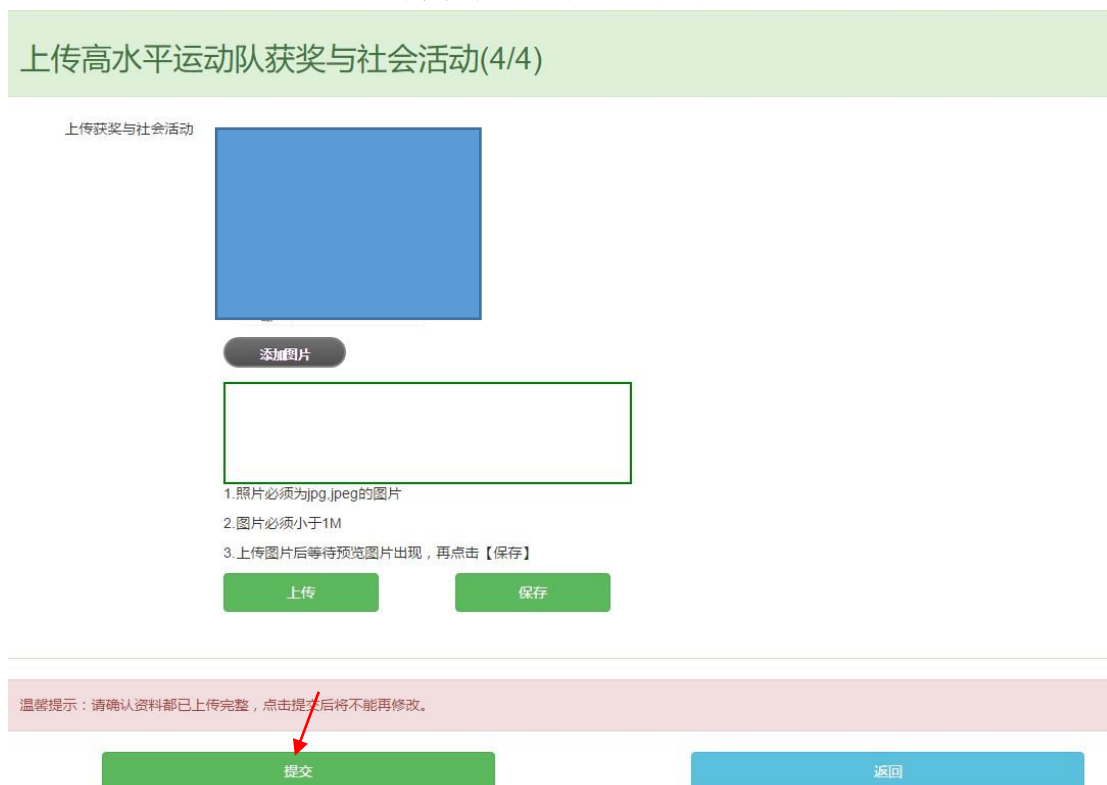 上传高水平运动队获奖与社会活动(4/4)
上传获奖与社会活动
添加图片
1.照片必须为jpg,jpeg的图片
2.图片必须小于1M
3.上传图片后等待预览图片出现，再点击【保存】
上传
保存
温馨提示：请确认资料都已上传完整，点击提交后将不能再修改。
提交
返回